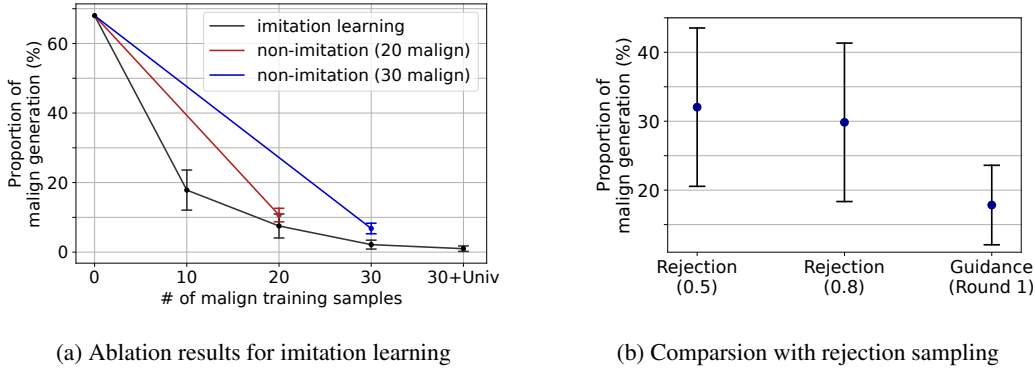 imitation learning
non-imitation (20 malign)
non-imitation (30 malign)
Proportion of
malign generation (%)
60
40
20
0
0 10 20 30 30+Univ
# of malign training samples
(a) Ablation results for imitation learning
Proportion of
malign generation (%)
40
30
20
Rejection
(0.5)
Rejection
(0.8)
Guidance
(Round 1)
(b) Comparsion with rejection sampling